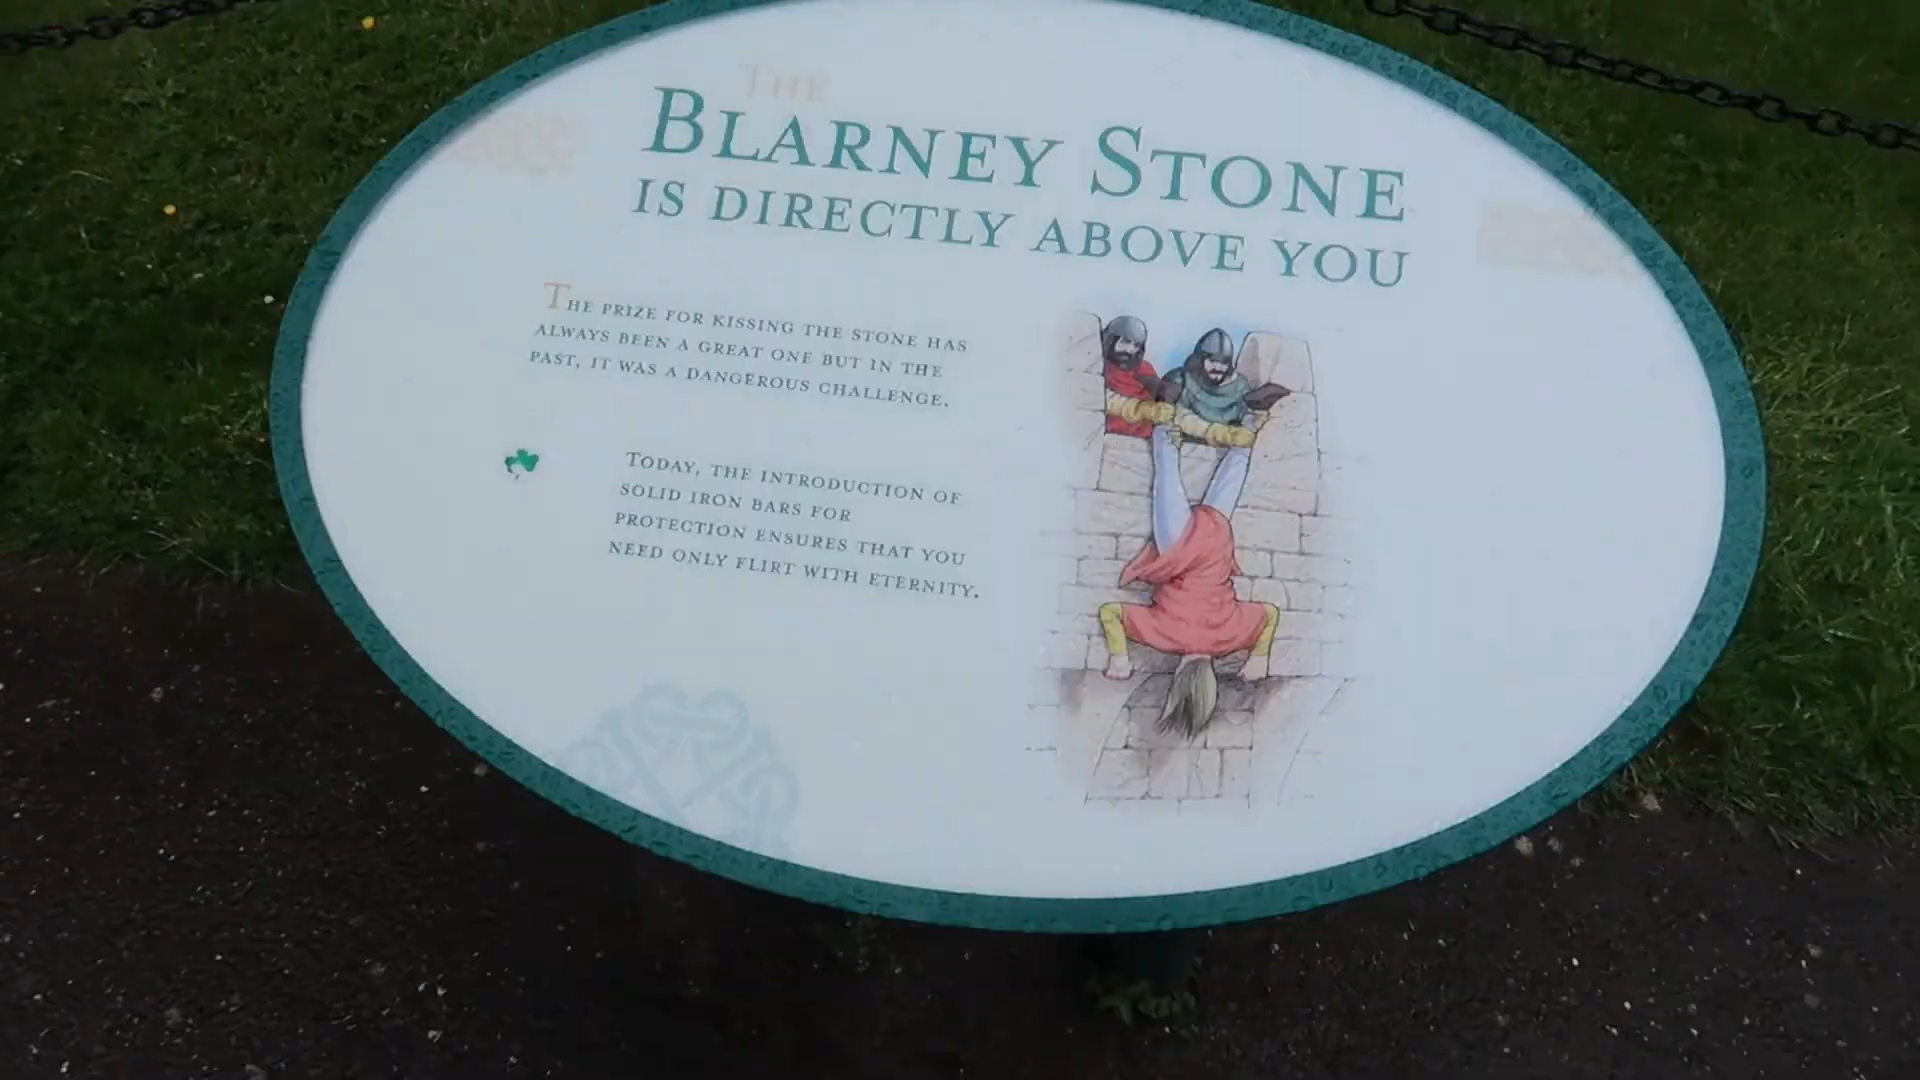 THE
BLARNEY STONE
IS DIRECTLY ABOVE YOU
THE PRIZE FOR KISSING THE STONE HAS
ALWAYS BEEN A GREAT ONE BUT IN THE
PAST, IT WAS A DANGEROUS CHALLENGE.
TODAY, THE INTRODUCTION OF
SOLID IRON BARS FOR
PROTECTION ENSURES THAT YOU
NEED ONLY FLIRT WITH ETERNITY.